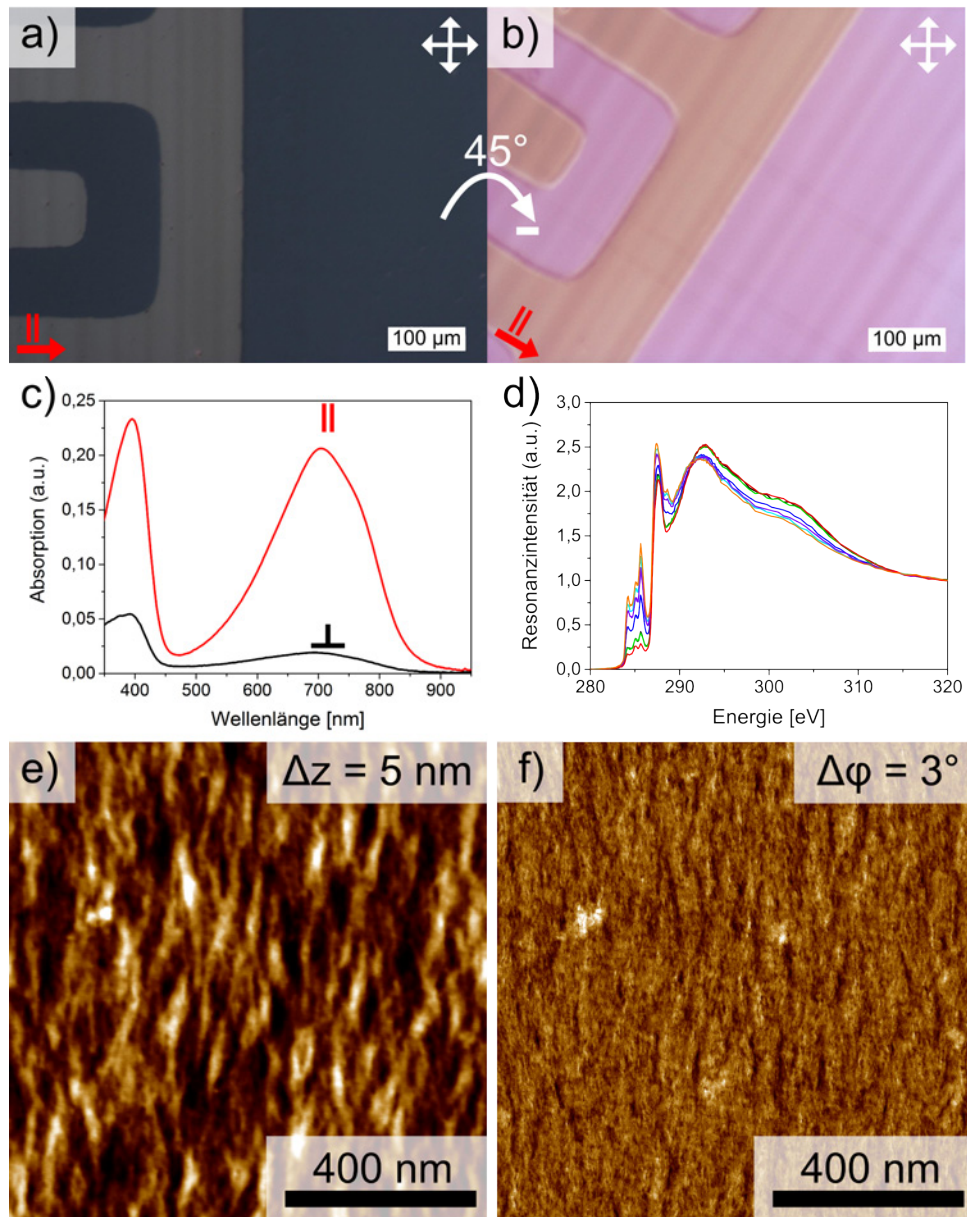 a)
100 µm
||
b)
45°
100 µm
||
c)
Absorption (a.u.)
0,25
0,20
0,15
0,10
0,05
0,00
||
⊥
400 500 600 700 800 900
Wellenlänge [nm]
d)
Resonanzintensität (a.u.)
3,0
2,5
2,0
1,5
1,0
0,5
0,0
280 290 300 310 320
Energie [eV]
e)
Δz = 5 nm
400 nm
f)
Δφ = 3°
400 nm